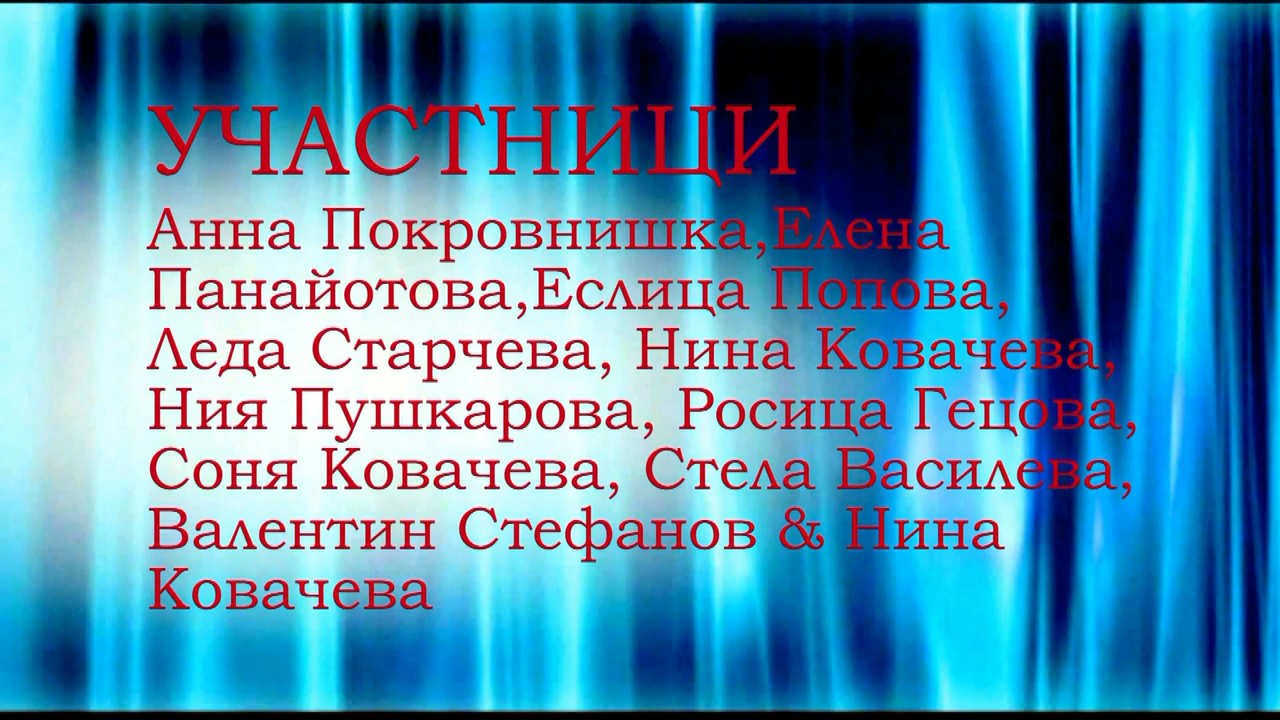 УЧАСТНИЦИ
Анна Покровнишка,Елена
Панайотова,Еслица Попова,
Леда Старчева, Нина Ковачева,
Ния Пушкарова, Росица Гецова,
Соня Ковачева, Стела Василева,
Валентин Стефанов & Нина
Ковачева